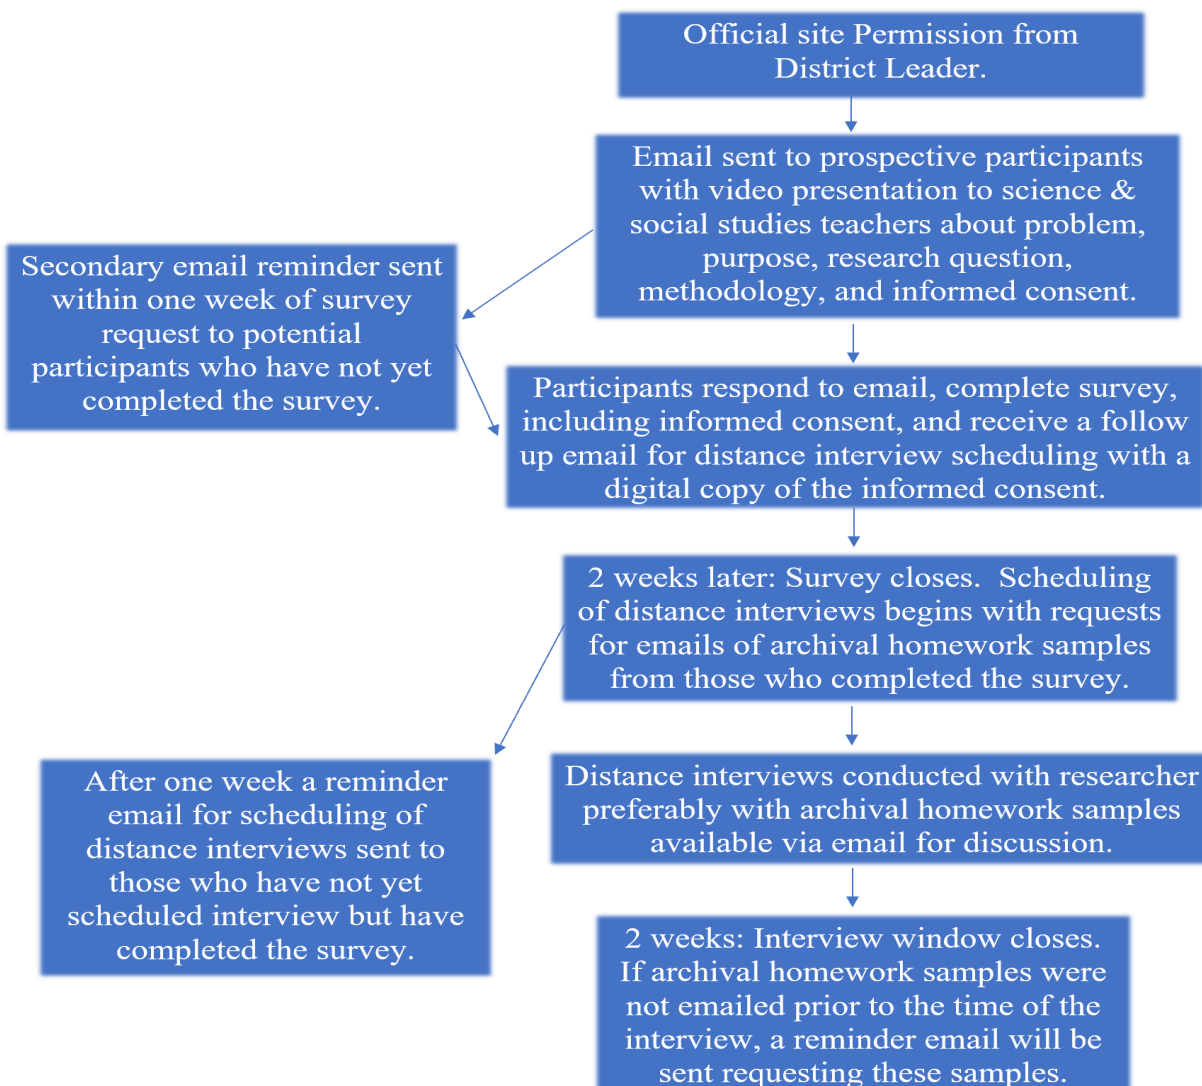 Official site Permission from
District Leader.
Email sent to prospective participants
with video presentation to science &
social studies teachers about problem,
purpose, research question,
methodology, and informed consent.
Secondary email reminder sent
within one week of survey
request to potential
participants who have not yet
completed the survey.
Participants respond to email, complete survey,
including informed consent, and receive a follow
up email for distance interview scheduling with a
digital copy of the informed consent.
2 weeks later: Survey closes.  Scheduling
of distance interviews begins with requests
for emails of archival homework samples
from those who completed the survey.
After one week a reminder
email for scheduling of
distance interviews sent to
those who have not yet
scheduled interview but have
completed the survey.
Distance interviews conducted with researcher
preferably with archival homework samples
available via email for discussion.
2 weeks: Interview window closes.
If archival homework samples were
not emailed prior to the time of the
interview, a reminder email will be
sent requesting these samples.